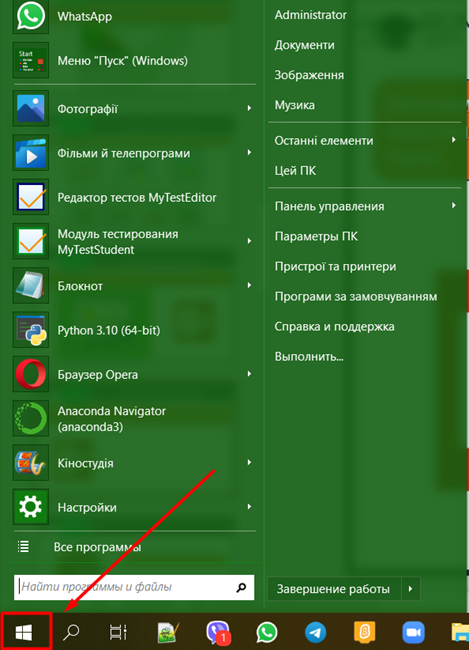 WhatsApp
Меню "Пуск" (Windows)
Фотографії
Фільми й телепрограми
Редактор тестов MyTestEditor
Модуль тестирования
MyTestStudent
Блокнот
Python 3.10 (64-bit)
Браузер Opera
Anaconda Navigator
(anaconda3)
Кіностудія
Настройки
Все программы
Найти программы и файлы
Administrator
Документи
Зображення
Музика
Останні елементи
Цей ПК
Панель управления
Параметры ПК
Пристрої та принтери
Програми за замовчуванням
Справка и поддержка
Выполнить...
Завершение работы
Start
1